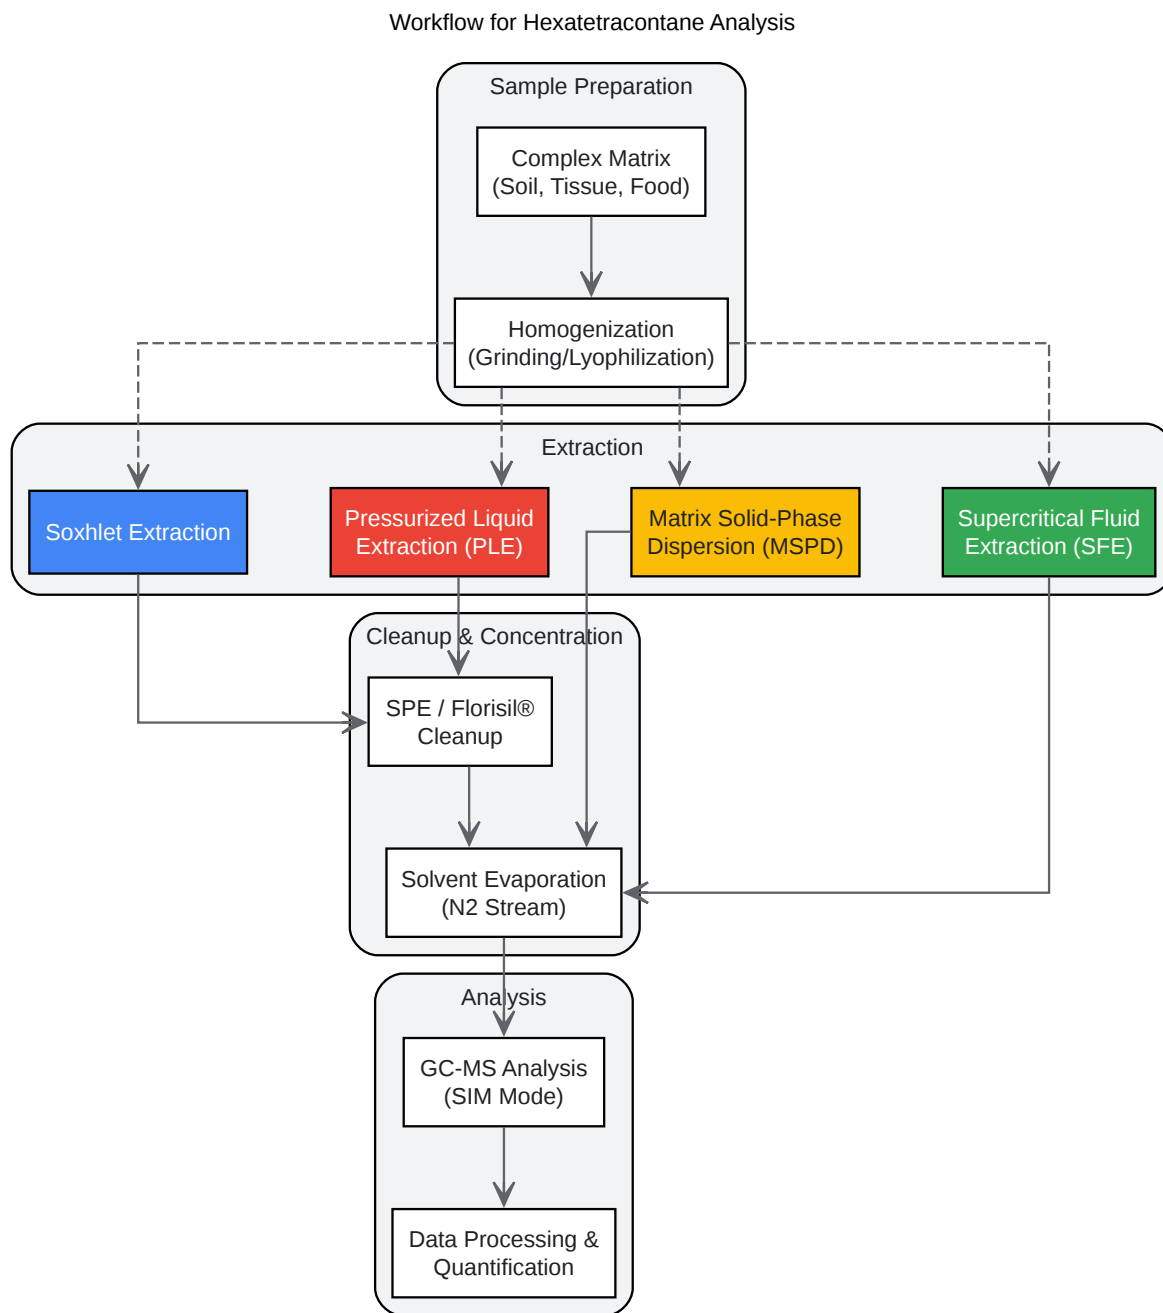 Workflow for Hexatetracontane Analysis
Sample Preparation
Complex Matrix
(Soil, Tissue, Food)
Homogenization
(Grinding/Lyophilization)
Extraction
Soxhlet Extraction
Pressurized Liquid
Extraction (PLE)
Matrix Solid-Phase
Dispersion (MSPD)
Supercritical Fluid
Extraction (SFE)
Cleanup & Concentration
SPE / Florisil®
Cleanup
Solvent Evaporation
(N2 Stream)
Analysis
GC-MS Analysis
(SIM Mode)
Data Processing &
Quantification